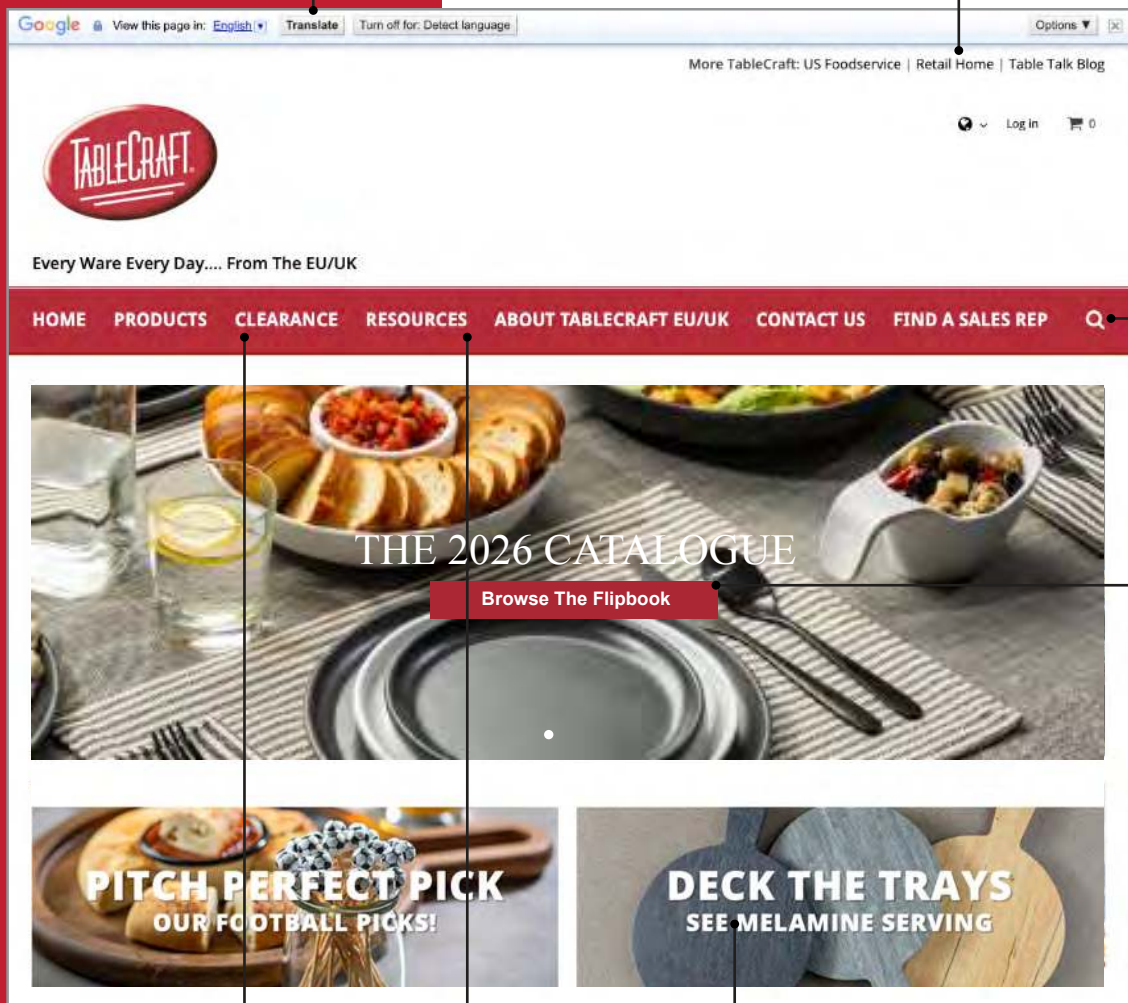 Google View this page in: English Translate Turn off for: Detect language Options ▼
More TableCraft: US Foodservice | Retail Home | Table Talk Blog
Log in 0
TABLECRAFT.
Every Ware Every Day.... From The EU/UK
HOME PRODUCTS CLEARANCE RESOURCES ABOUT TABLECRAFT EU/UK CONTACT US FIND A SALES REP
THE 2026 CATALOGUE
Browse The Flipbook
PITCH PERFECT PICK
OUR FOOTBALL PICKS!
DECK THE TRAYS
SEE MELAMINE SERVING